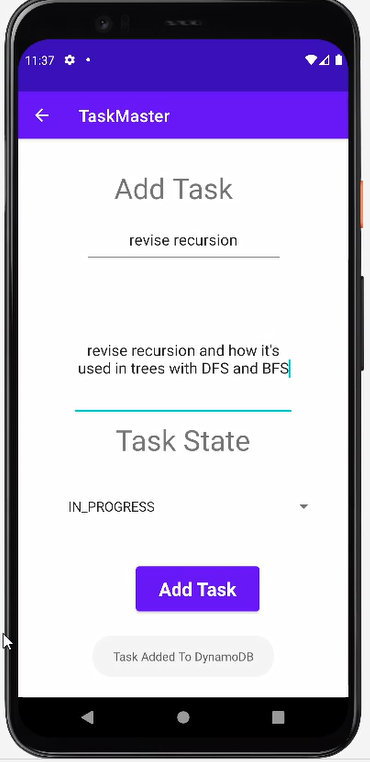 11:37
TaskMaster
Add Task
revise recursion
revise recursion and how it's
used in trees with DFS and BFS
Task State
IN_PROGRESS
Add Task
Task Added To DynamoDB